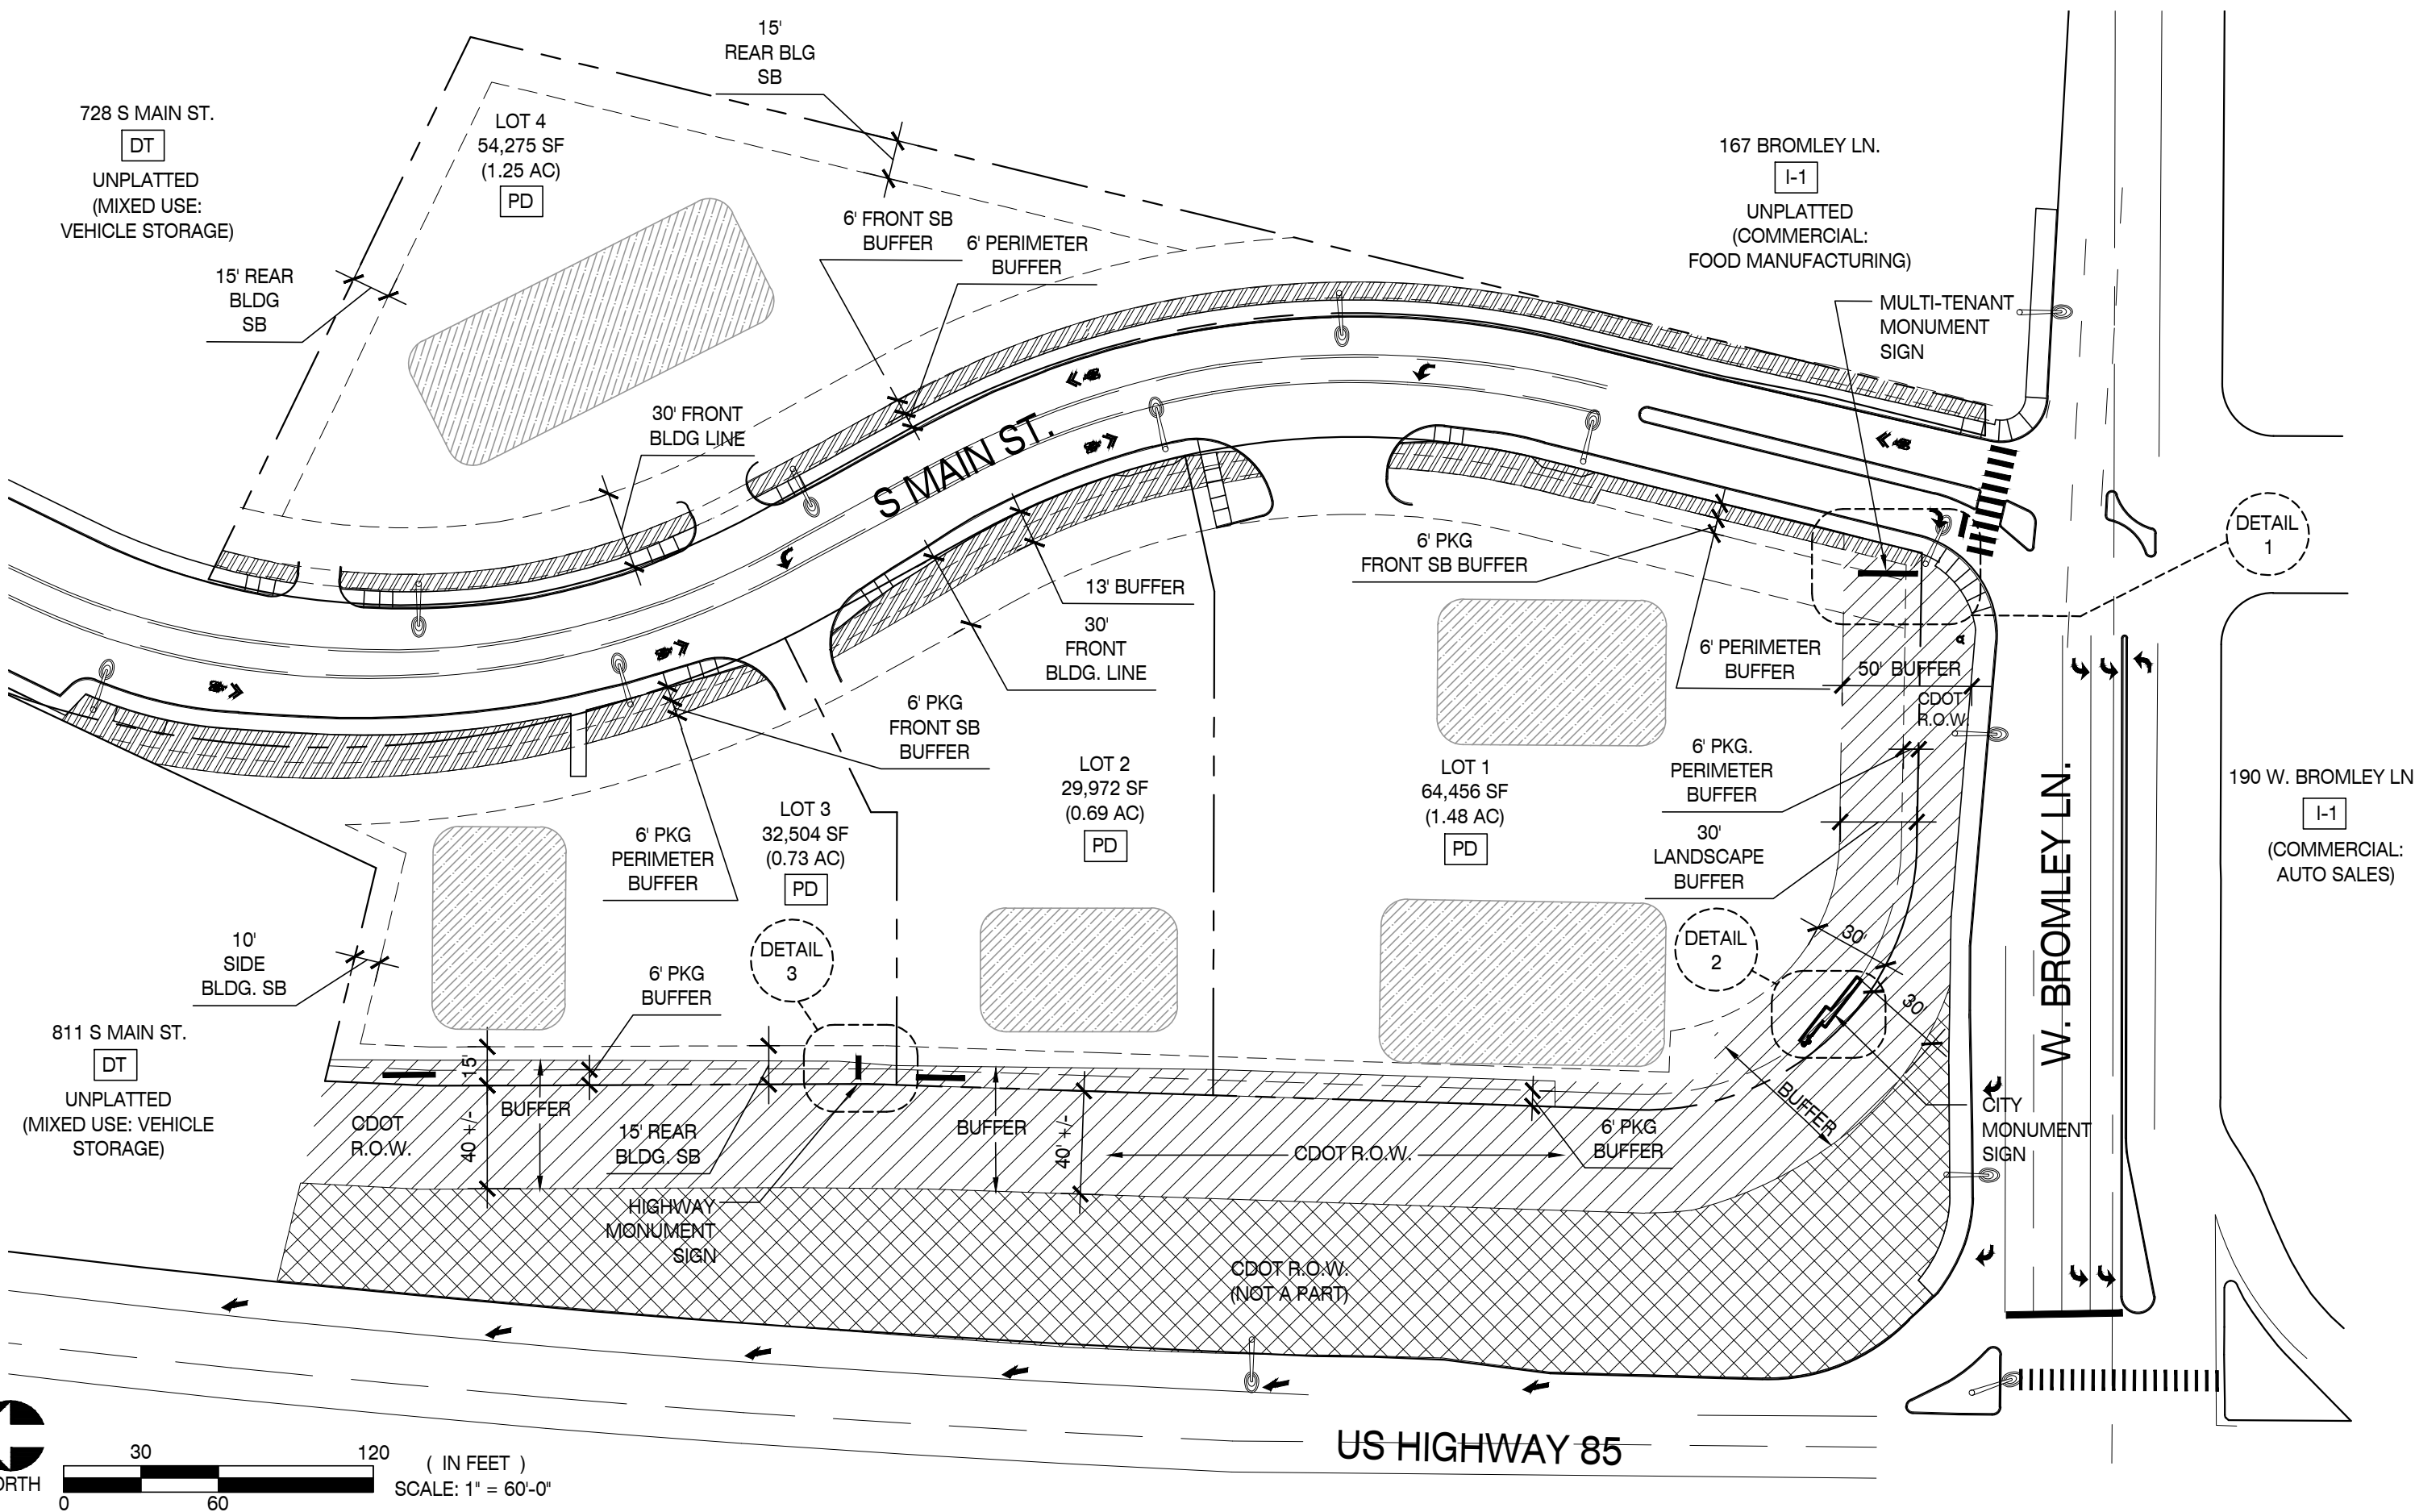 15'
REAR BLG
SB
728 S MAIN ST.
DT
UNPLATTED
(MIXED USE:
VEHICLE STORAGE)
LOT 4
54,275 SF
(1.25 AC)
PD
167 BROMLEY LN.
I-1
UNPLATTED
(COMMERCIAL:
FOOD MANUFACTURING)
15' REAR
BLDG
SB
6' FRONT SB
BUFFER
6' PERIMETER
BUFFER
MULTI-TENANT
MONUMENT
SIGN
30' FRONT
BLDG LINE
S MAIN ST.
DETAIL
1
6' PKG
FRONT SB BUFFER
13' BUFFER
30'
FRONT
BLDG. LINE
6' PERIMETER
BUFFER
50' BUFFER
CDOT
R.O.W.
6' PKG
FRONT SB
BUFFER
6' PKG.
PERIMETER
BUFFER
LOT 2
29,972 SF
(0.69 AC)
PD
LOT 1
64,456 SF
(1.48 AC)
PD
190 W. BROMLEY LN
I-1
(COMMERCIAL:
AUTO SALES)
LOT 3
32,504 SF
(0.73 AC)
PD
6' PKG
PERIMETER
BUFFER
30'
LANDSCAPE
BUFFER
W. BROMLEY LN.
10'
SIDE
BLDG. SB
6' PKG
BUFFER
DETAIL
3
DETAIL
2
30'
30'
811 S MAIN ST.
DT
UNPLATTED
(MIXED USE: VEHICLE
STORAGE)
15'
BUFFER
40 +/-
CDOT
R.O.W.
15' REAR
BLDG. SB
BUFFER
40' +/-
CDOT R.O.W.
6' PKG
BUFFER
BUFFER
CITY
MONUMENT
SIGN
HIGHWAY
MONUMENT
SIGN
CDOT R.O.W.
(NOT A PART)
US HIGHWAY 85
ORTH
30
120
0
60
( IN FEET )
SCALE: 1" = 60'-0"